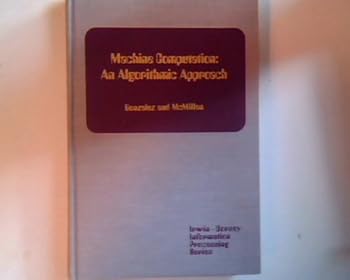 Machine Computation:
An Algorithmic Approach
Gonzalez and McMillan
Irwin-Dorsey
Information
Processing
Series